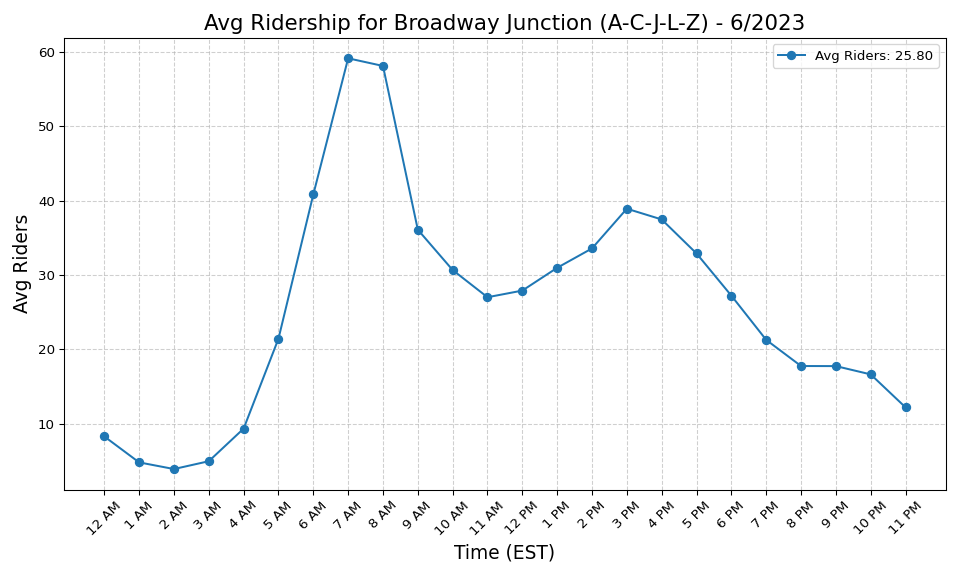 Avg Ridership for Broadway Junction (A-C-J-L-Z) - 6/2023
Avg Riders: 25.80
60
50
40
30
20
10
Avg Riders
12 AM
1 AM
2 AM
3 AM
4 AM
5 AM
6 AM
7 AM
8 AM
9 AM
10 AM
11 AM
12 PM
1 PM
2 PM
3 PM
4 PM
5 PM
6 PM
7 PM
8 PM
9 PM
10 PM
11 PM
Time (EST)